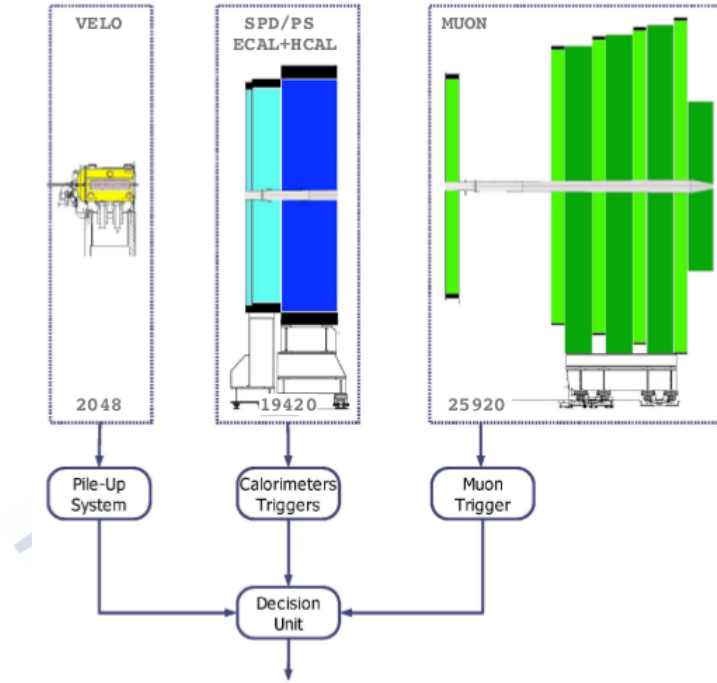 VELO
SPD/PS
ECAL+HCAL
MUON
2048
19420
25920
Pile-Up
System
Calorimeters
Triggers
Muon
Trigger
Decision
Unit